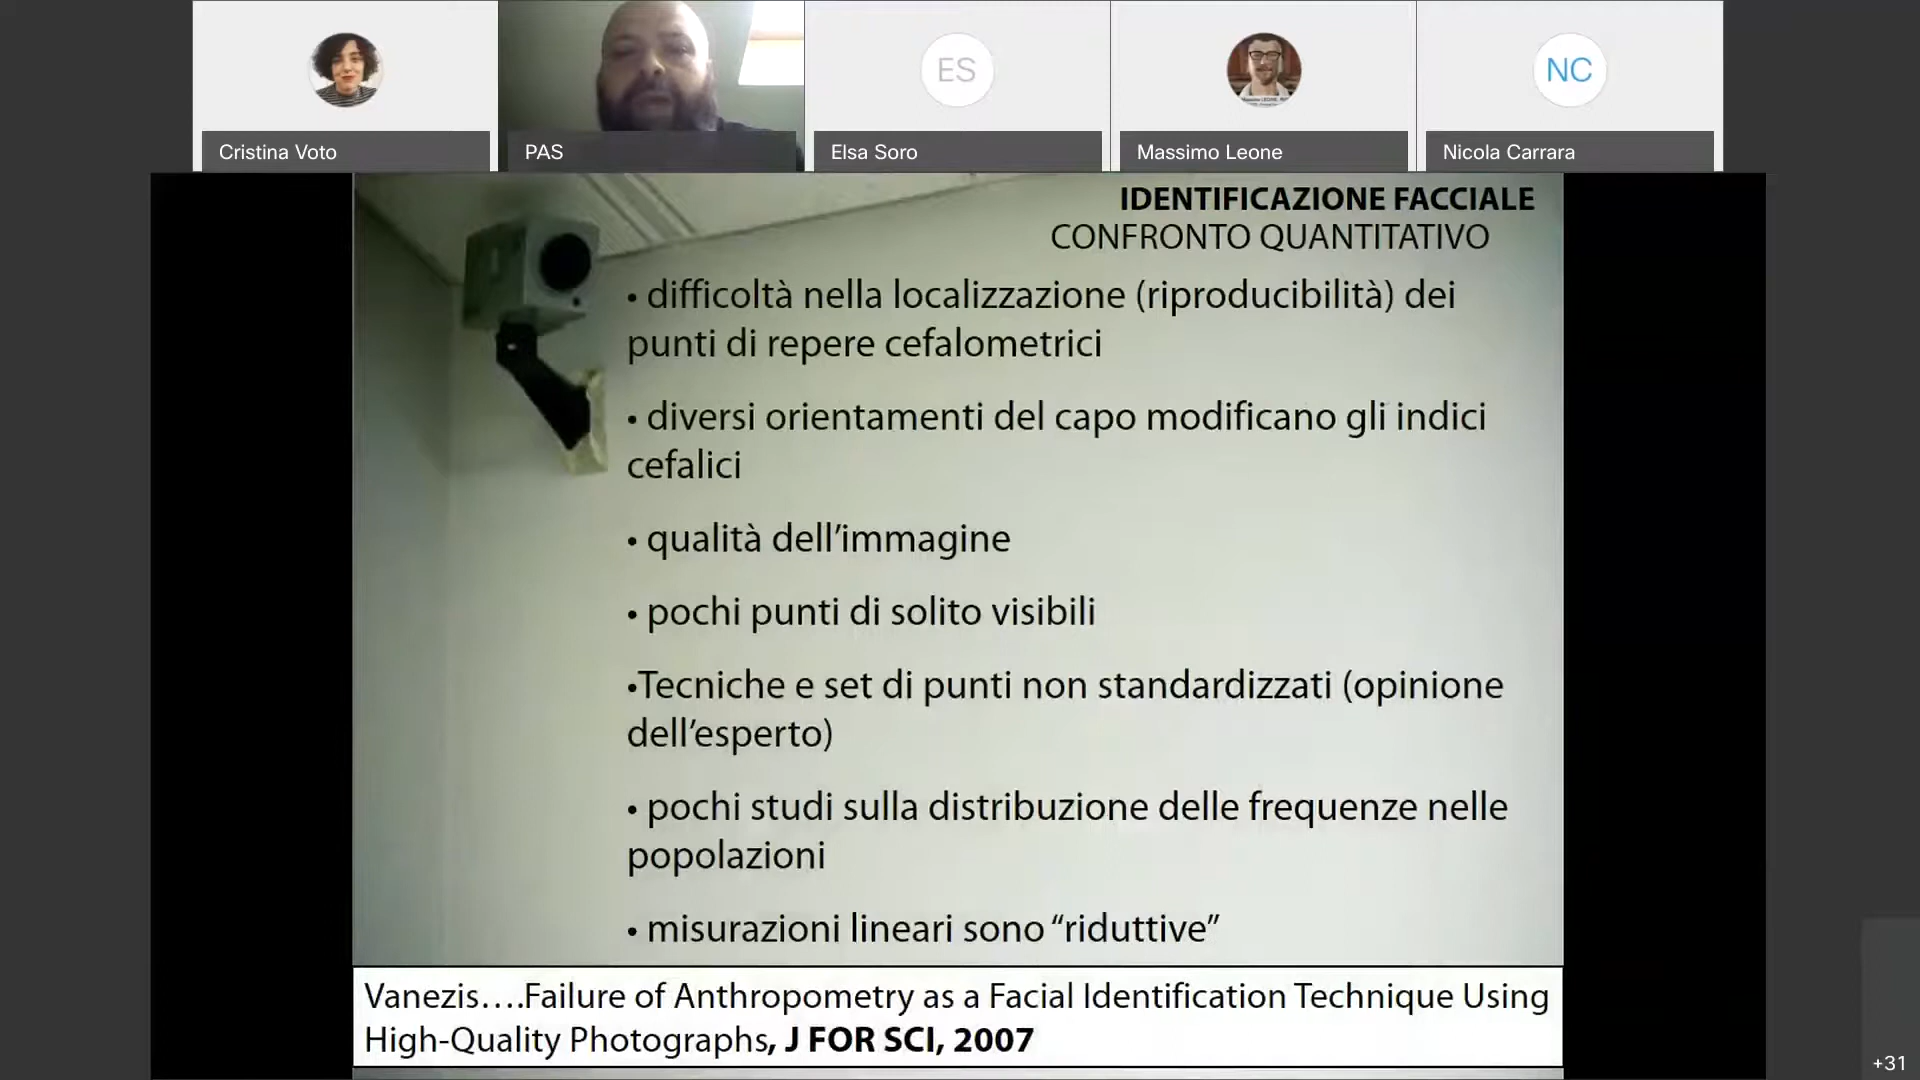 ES
NC
Cristina Voto
PAS
Elsa Soro
Massimo Leone
Nicola Carrara
IDENTIFICAZIONE FACCIALE
CONFRONTO QUANTITATIVO
• difficoltà nella localizzazione (riproducibilità) dei
punti di repere cefalometrici
• diversi orientamenti del capo modificano gli indici
cefalici
• qualità dell’immagine
• pochi punti di solito visibili
•Tecniche e set di punti non standardizzati (opinione
dell’esperto)
• pochi studi sulla distribuzione delle frequenze nelle
popolazioni
• misurazioni lineari sono “riduttive”
Vanezis….Failure of Anthropometry as a Facial Identification Technique Using
High-Quality Photographs, J FOR SCI, 2007
+31